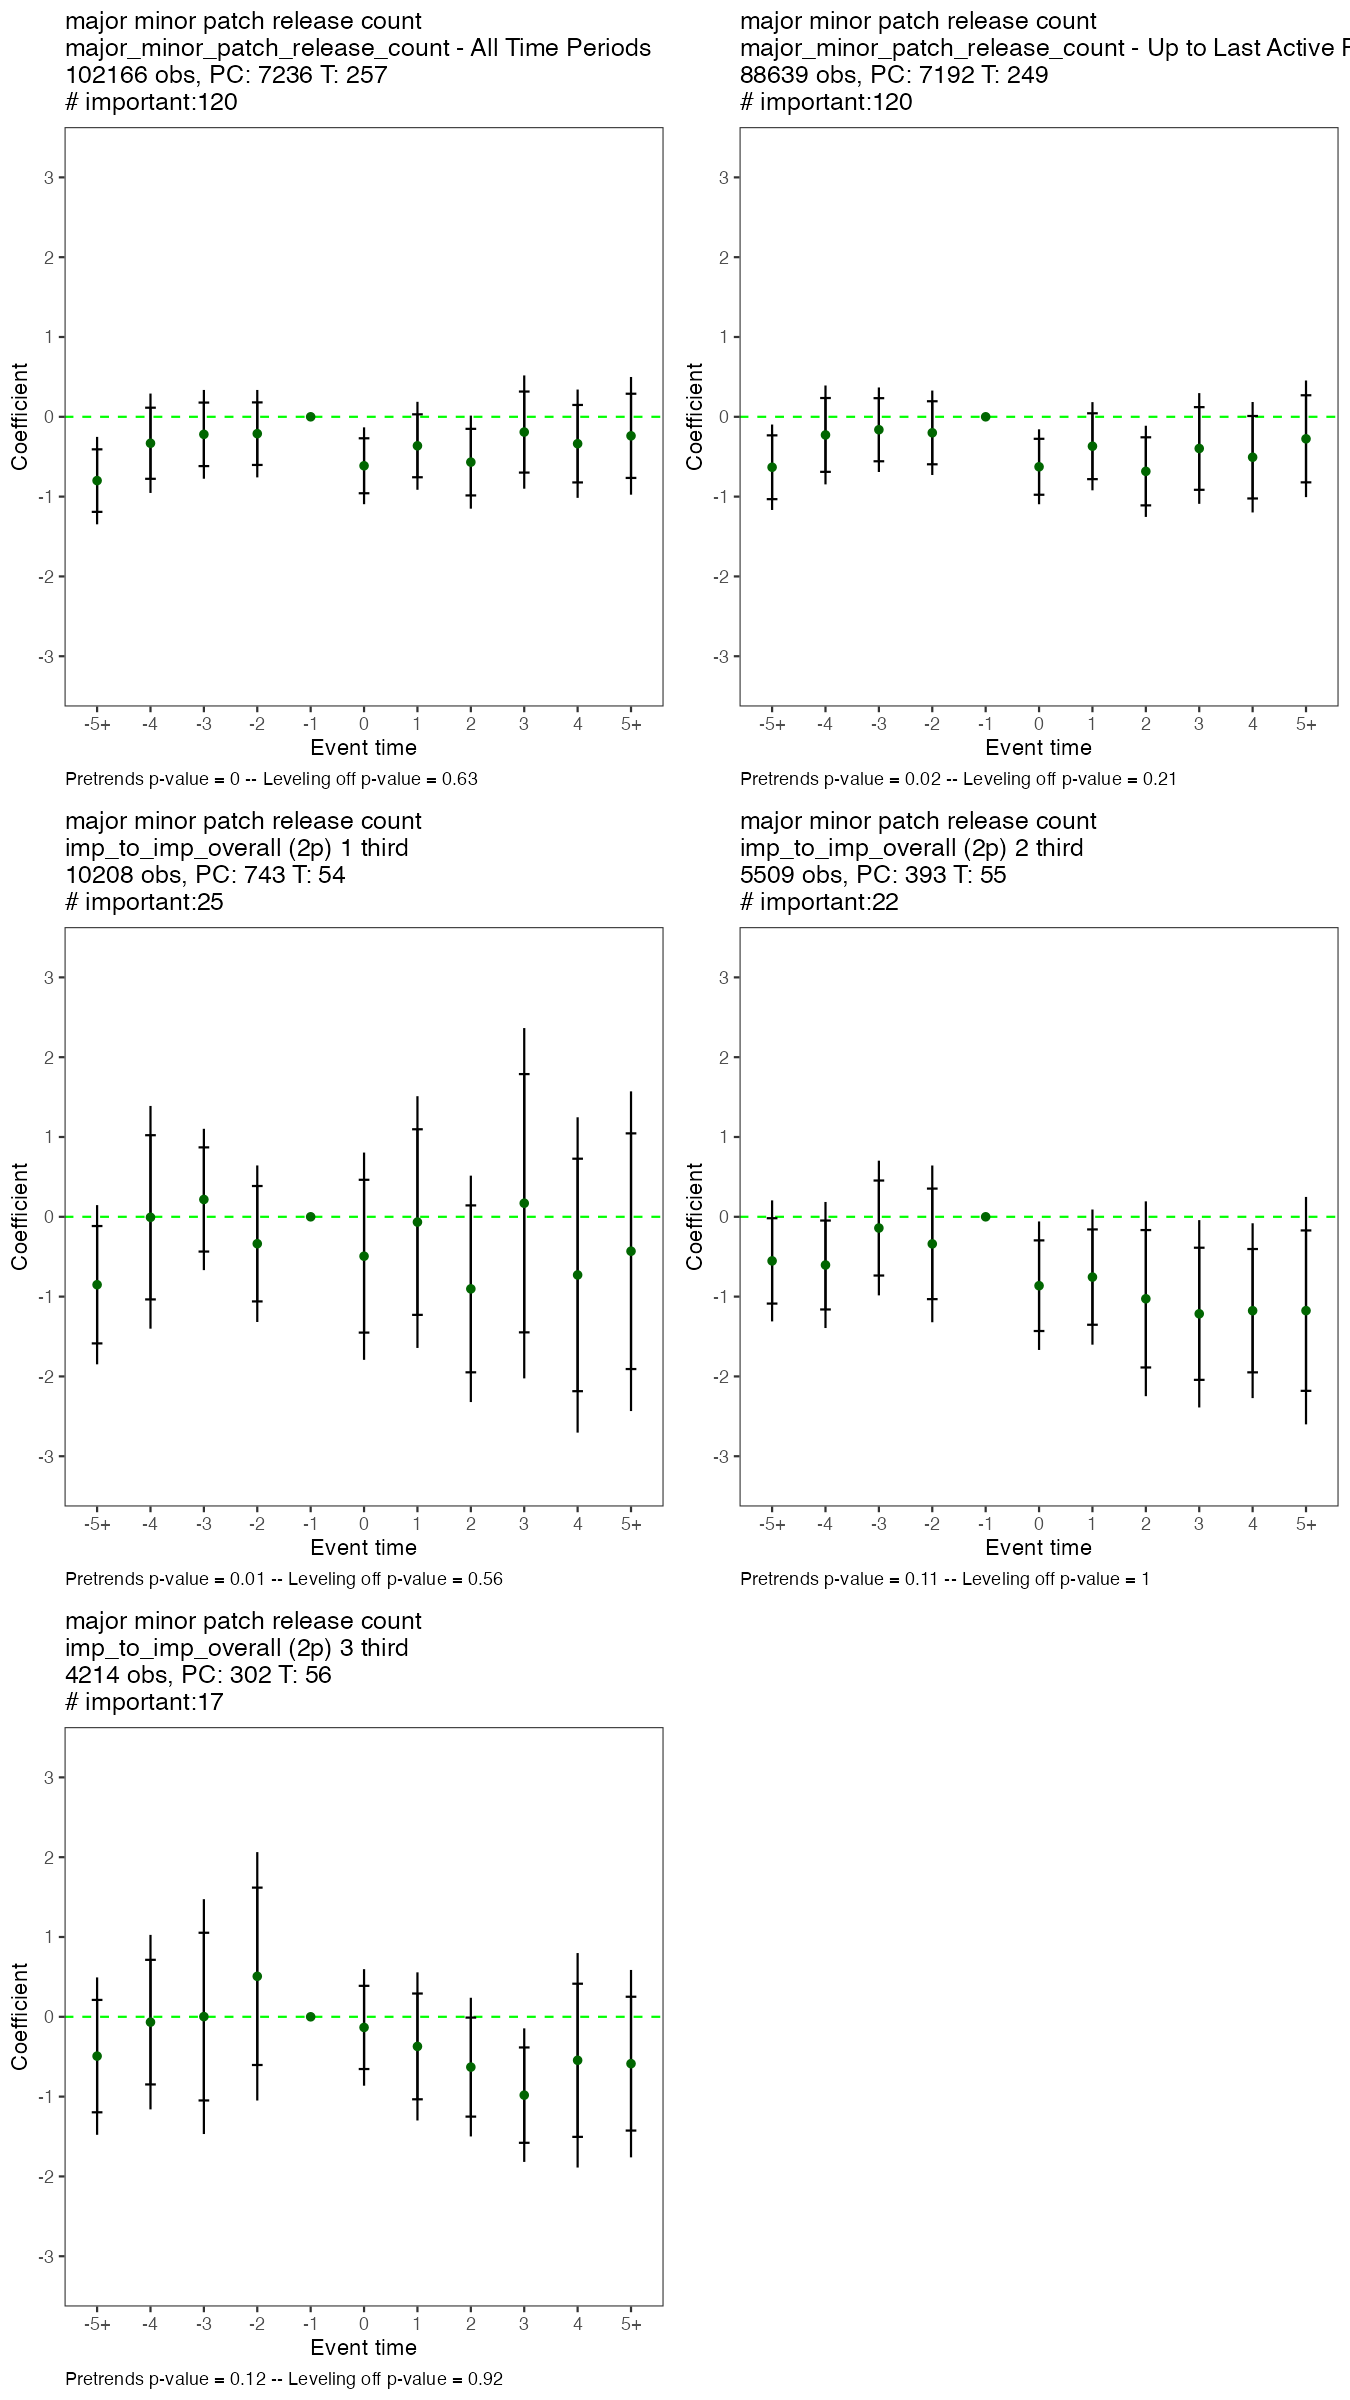 major minor patch release count
major_minor_patch_release_count - All Time Periods
102166 obs, PC: 7236 T: 257
# important:120
3
2
1
0
-1
-2
-3
Coefficient
-5+ -4 -3 -2 -1 0 1 2 3 4 5+
Event time
Pretrends p-value = 0 -- Leveling off p-value = 0.63
major minor patch release count
major_minor_patch_release_count - Up to Last Active
88639 obs, PC: 7192 T: 249
# important:120
3
2
1
0
-1
-2
-3
Coefficient
-5+ -4 -3 -2 -1 0 1 2 3 4 5+
Event time
Pretrends p-value = 0.02 -- Leveling off p-value = 0.21
major minor patch release count
imp_to_imp_overall (2p) 1 third
10208 obs, PC: 743 T: 54
# important:25
3
2
1
0
-1
-2
-3
Coefficient
-5+ -4 -3 -2 -1 0 1 2 3 4 5+
Event time
Pretrends p-value = 0.01 -- Leveling off p-value = 0.56
major minor patch release count
imp_to_imp_overall (2p) 2 third
5509 obs, PC: 393 T: 55
# important:22
3
2
1
0
-1
-2
-3
Coefficient
-5+ -4 -3 -2 -1 0 1 2 3 4 5+
Event time
Pretrends p-value = 0.11 -- Leveling off p-value = 1
major minor patch release count
imp_to_imp_overall (2p) 3 third
4214 obs, PC: 302 T: 56
# important:17
3
2
1
0
-1
-2
-3
Coefficient
-5+ -4 -3 -2 -1 0 1 2 3 4 5+
Event time
Pretrends p-value = 0.12 -- Leveling off p-value = 0.92